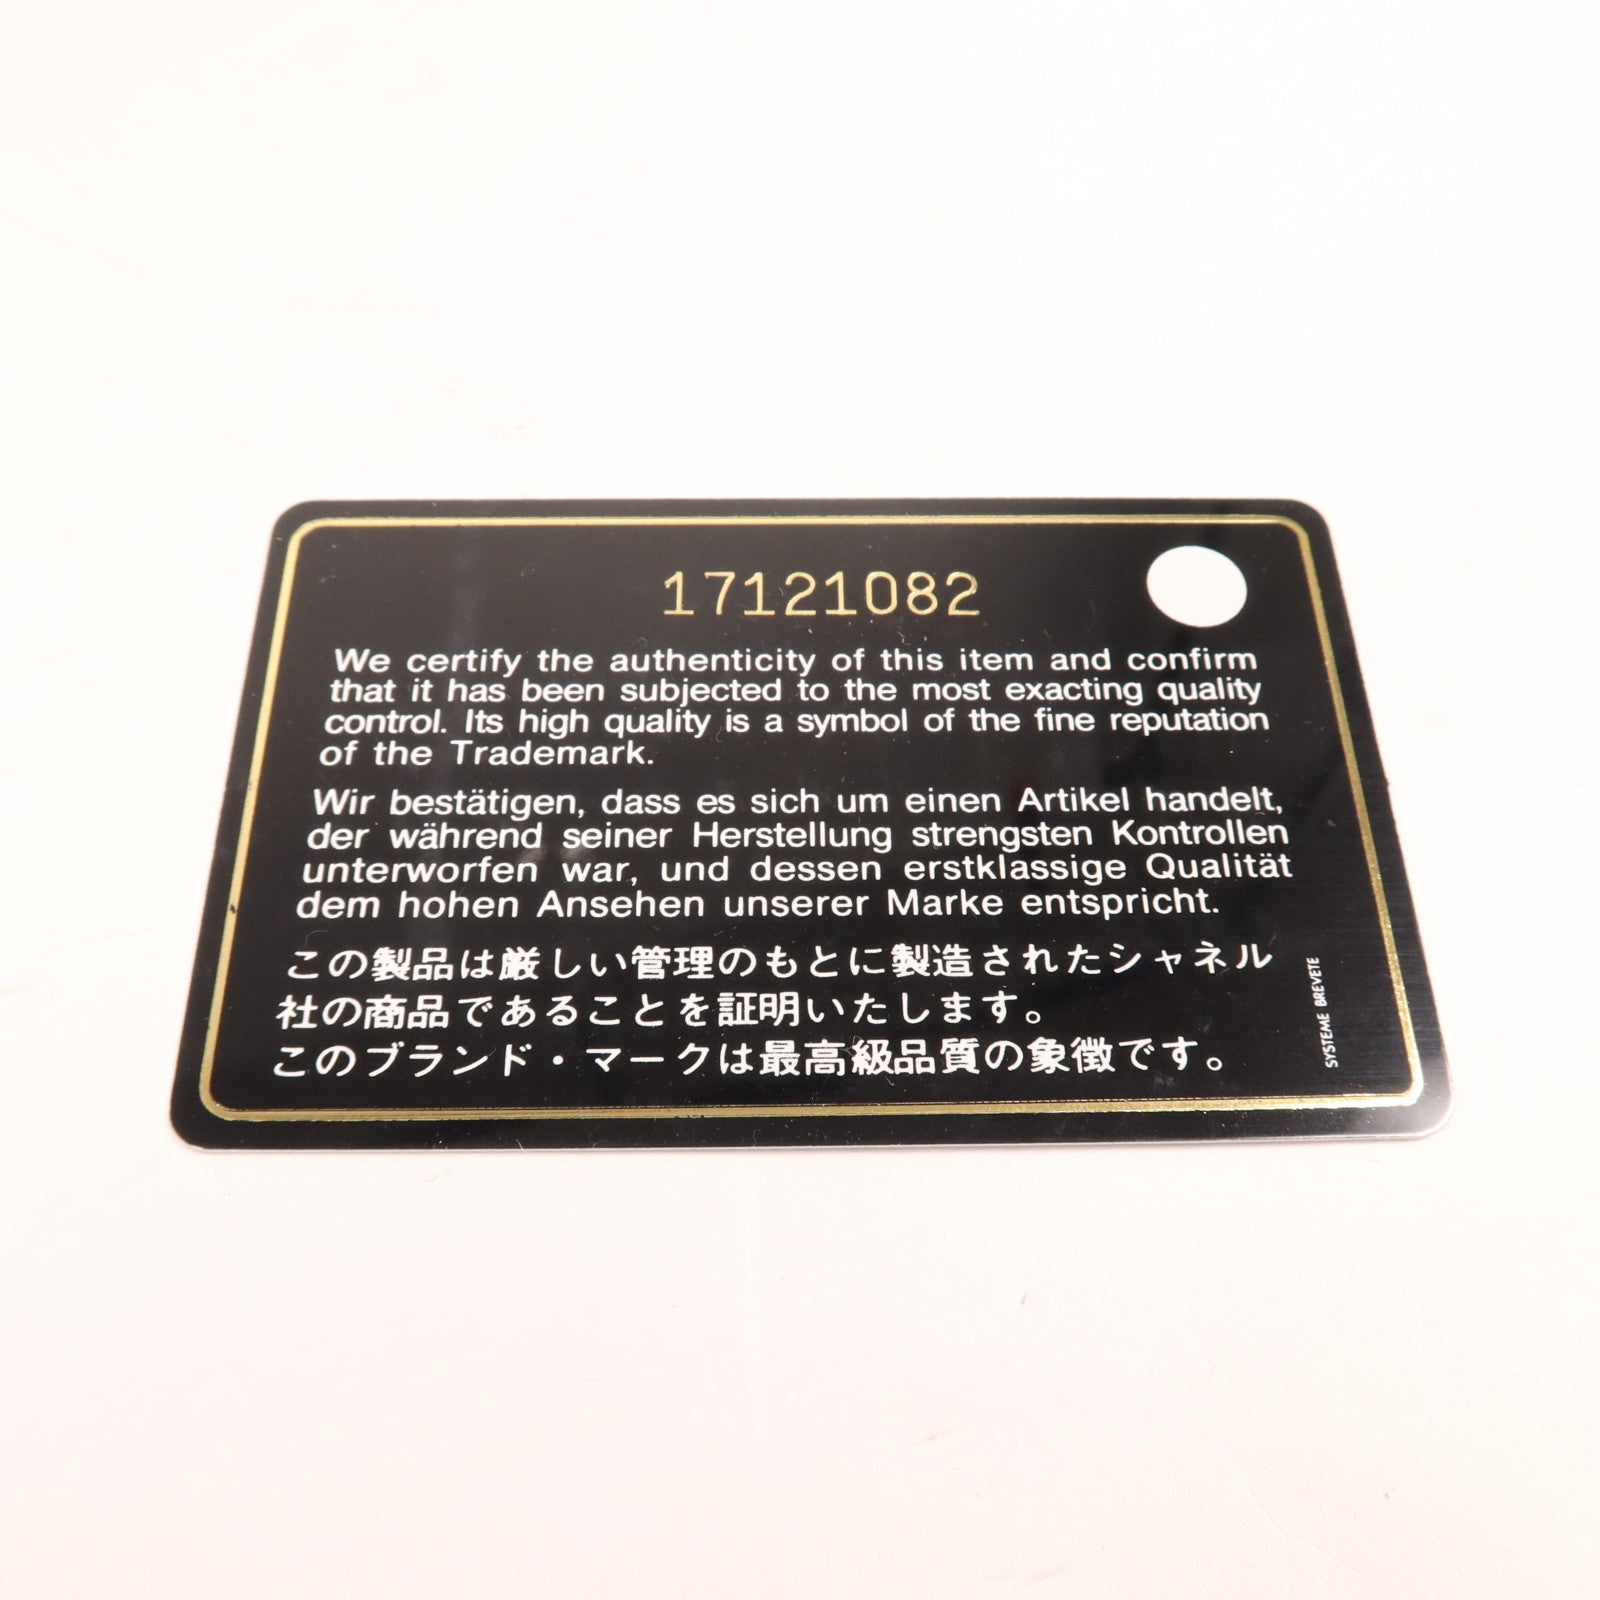 17121082
We certify the authenticity of this item and confirm
that it has been subjected to the most exacting quality
control. Its high quality is a symbol of the fine reputation
of the Trademark.
Wir bestätigen, dass es sich um einen Artikel handelt,
der während seiner Herstellung strengsten Kontrollen
unterworfen war, und dessen erstklassige Qualität
dem hohen Ansehen unserer Marke entspricht.
この製品は厳しい管理のもとに製造されたシャネル
社の商品であることを証明いたします。
このブランド・マークは最高級品質の象徴です。
SYSTEME BREVETE